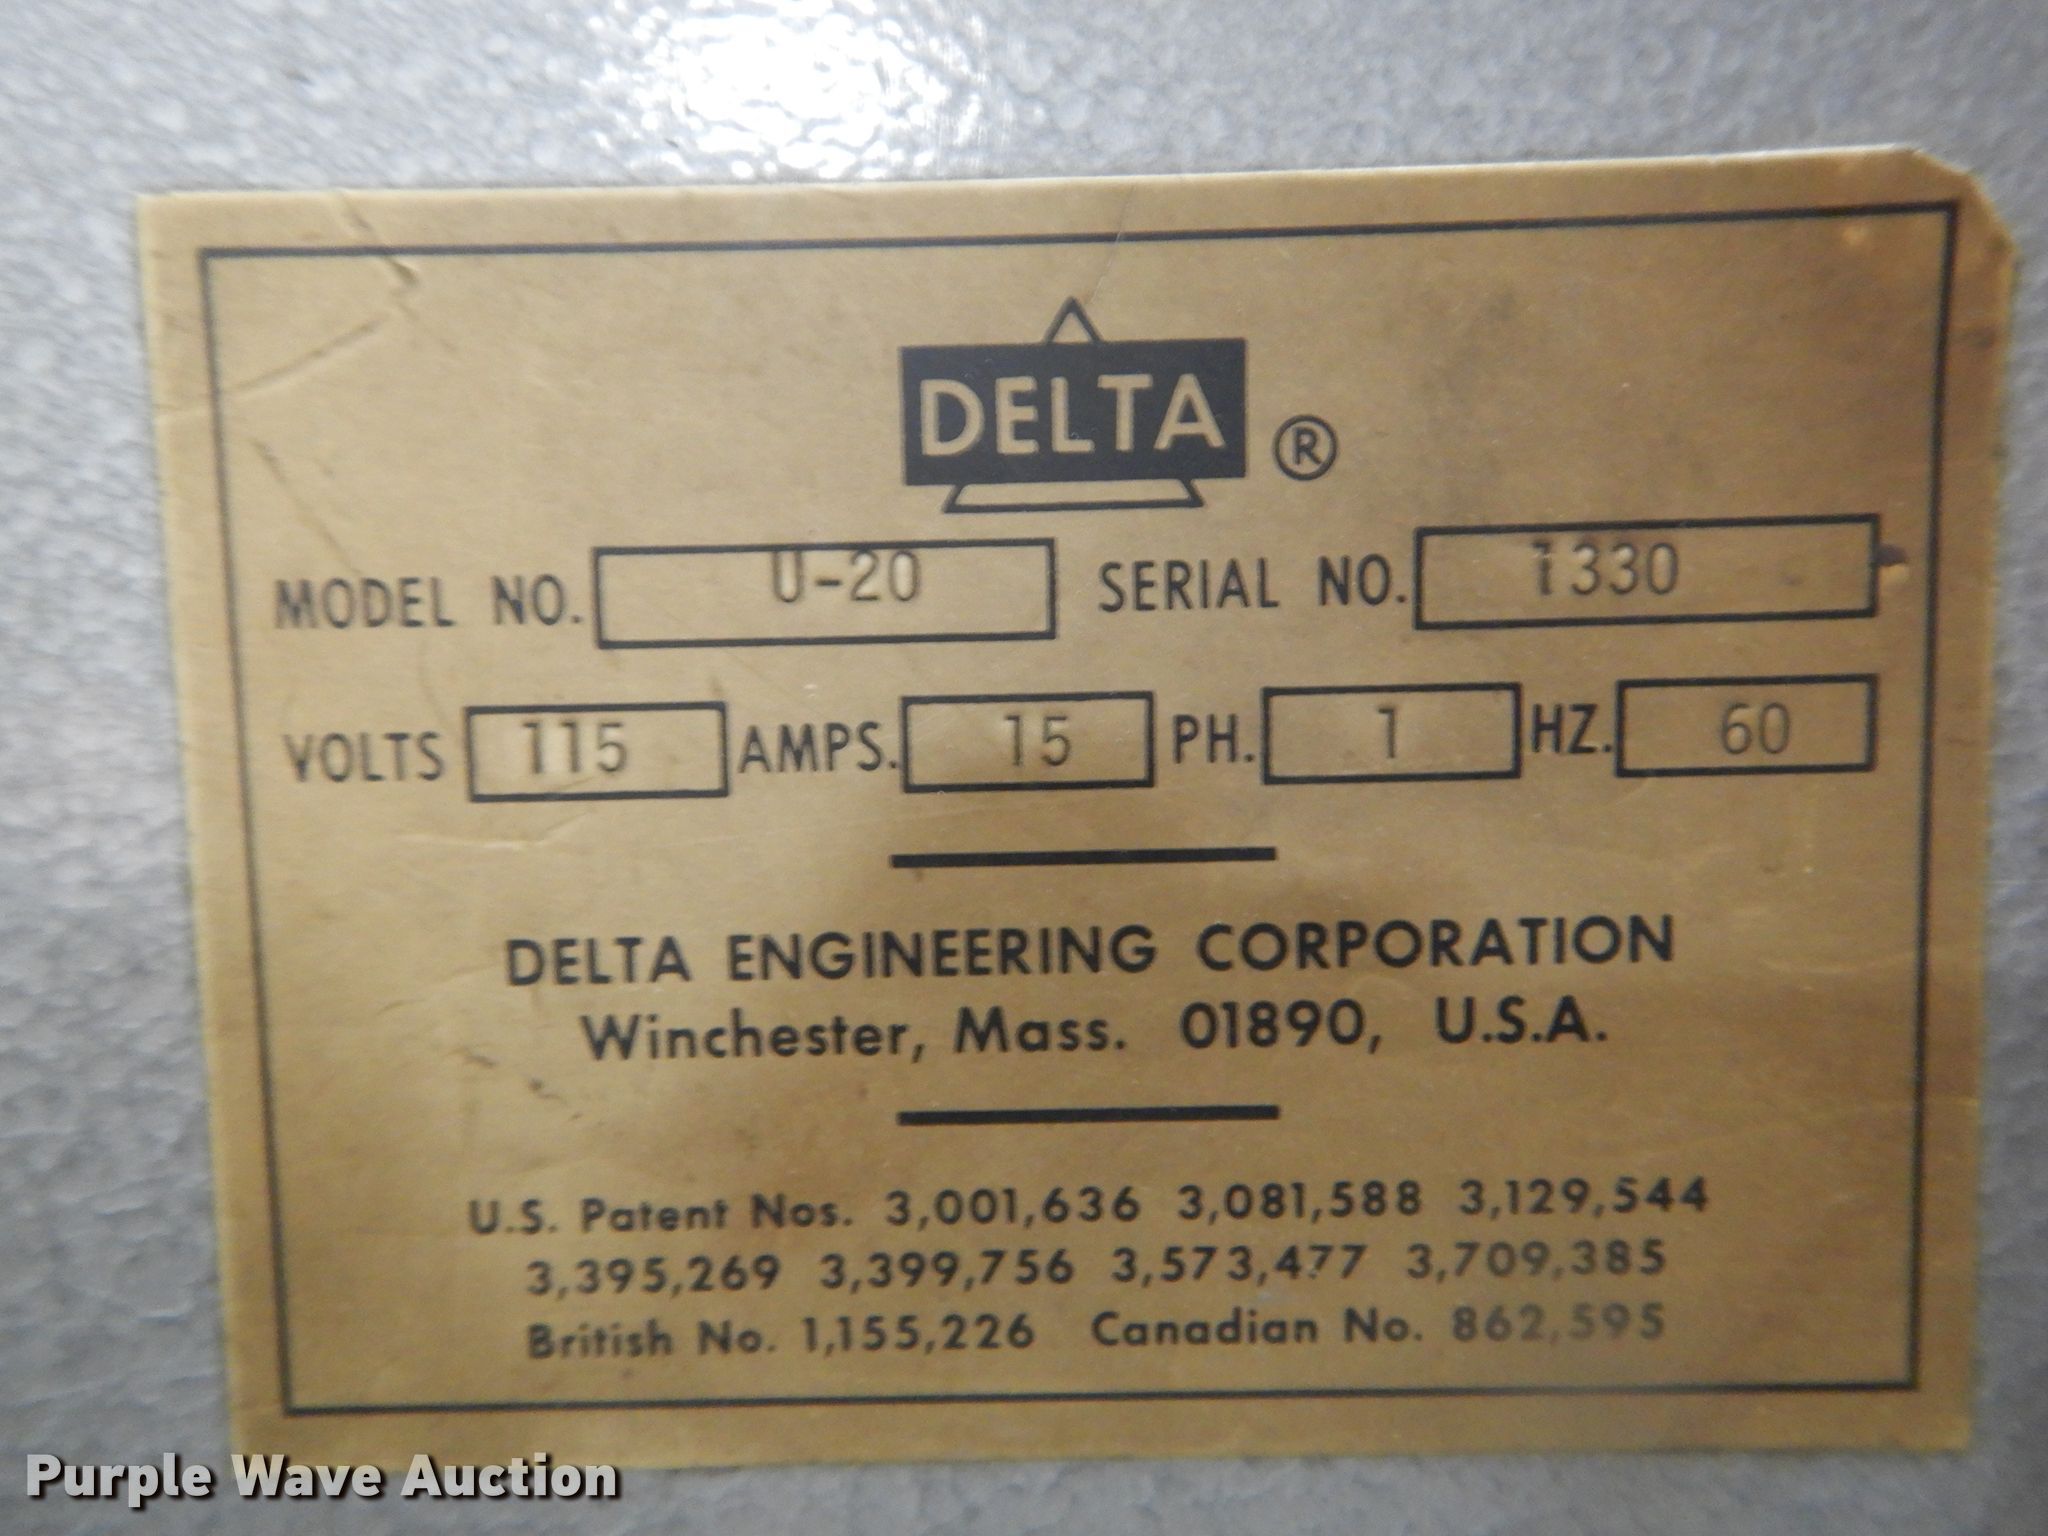 DELTA ®
MODEL NO. U-20 SERIAL NO. 1330
VOLTS 115 AMPS. 15 PH. 1 HZ. 60
DELTA ENGINEERING CORPORATION
Winchester, Mass. 01890, U.S.A.
U.S. Patent Nos. 3,001,636 3,081,588 3,129,544
3,395,269 3,399,756 3,573,477 3,709,385
British No. 1,155,226 Canadian No. 862,595
Purple Wave Auction